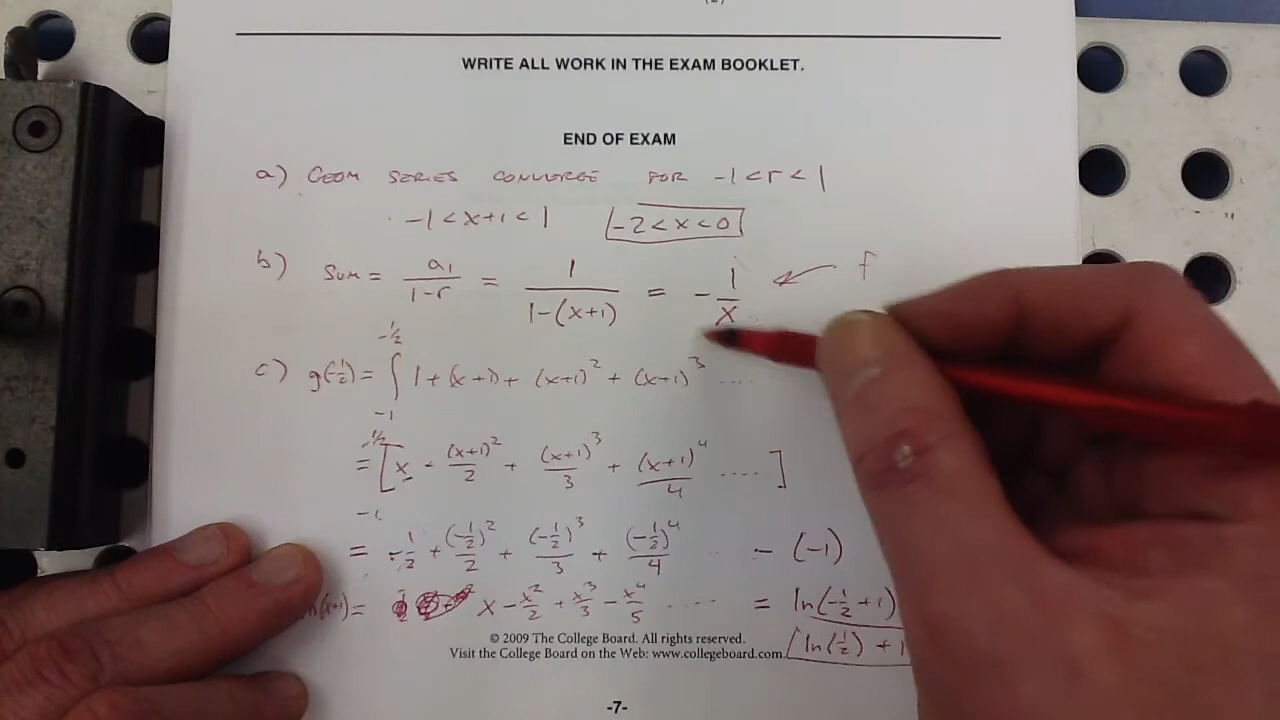 WRITE ALL WORK IN THE EXAM BOOKLET.
END OF EXAM
a) GEOM SERIES CONVERGE FOR -1<r<1
-1<x+1<1 -2<x<0
b) SUM = a₁/(1-r) = 1/(1-(x+1)) = -1/x ← f
c) g(-1/2) = ∫₋₁^(-1/2) 1+(x+1)+(x+1)²+(x+1)³ ....
= [x - (x+1)²/2 + (x+1)³/3 + (x+1)⁴/4 ....]₋₁^(-1/2)
= -1/2 + (-1/2)²/2 + (-1/2)³/3 + (-1/2)⁴/4 .. - (-1)
ln(x+1) = x - x²/2 + x³/3 - x⁴/5 ..... = ln(-1/2+1)
ln(1/2) + 1
© 2009 The College Board. All rights reserved.
Visit the College Board on the Web: www.collegeboard.com.
-7-